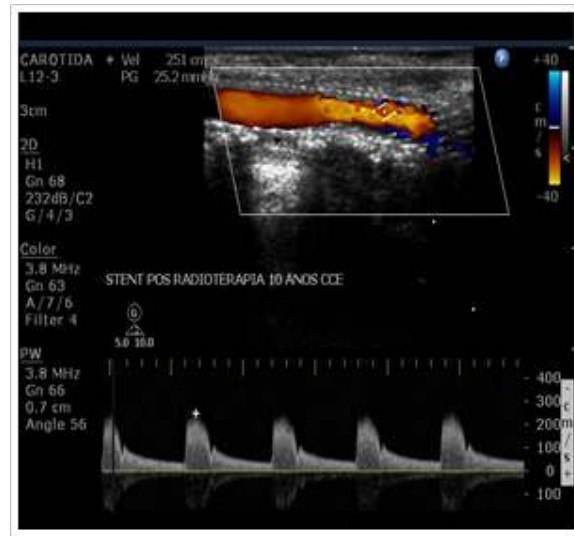 CAROTIDA + Vel 251 cm/s
L12-3 PG 25.2 mmHg
+40
3cm
c
m
/
s
2D
H1
Gn 68
232dB/C2
G/4/3
-40
Color
3.8 MHz
Gn 63
A/7/6
Filter 4
STENT POS RADIOTERAPIA 10 ANOS CCE
G
5.0 10.0
PW
3.8 MHz
Gn 66
0.7 cm
Angle 56
- 400
- 300
- 200
- 100
0
- 100
c
m
/
s